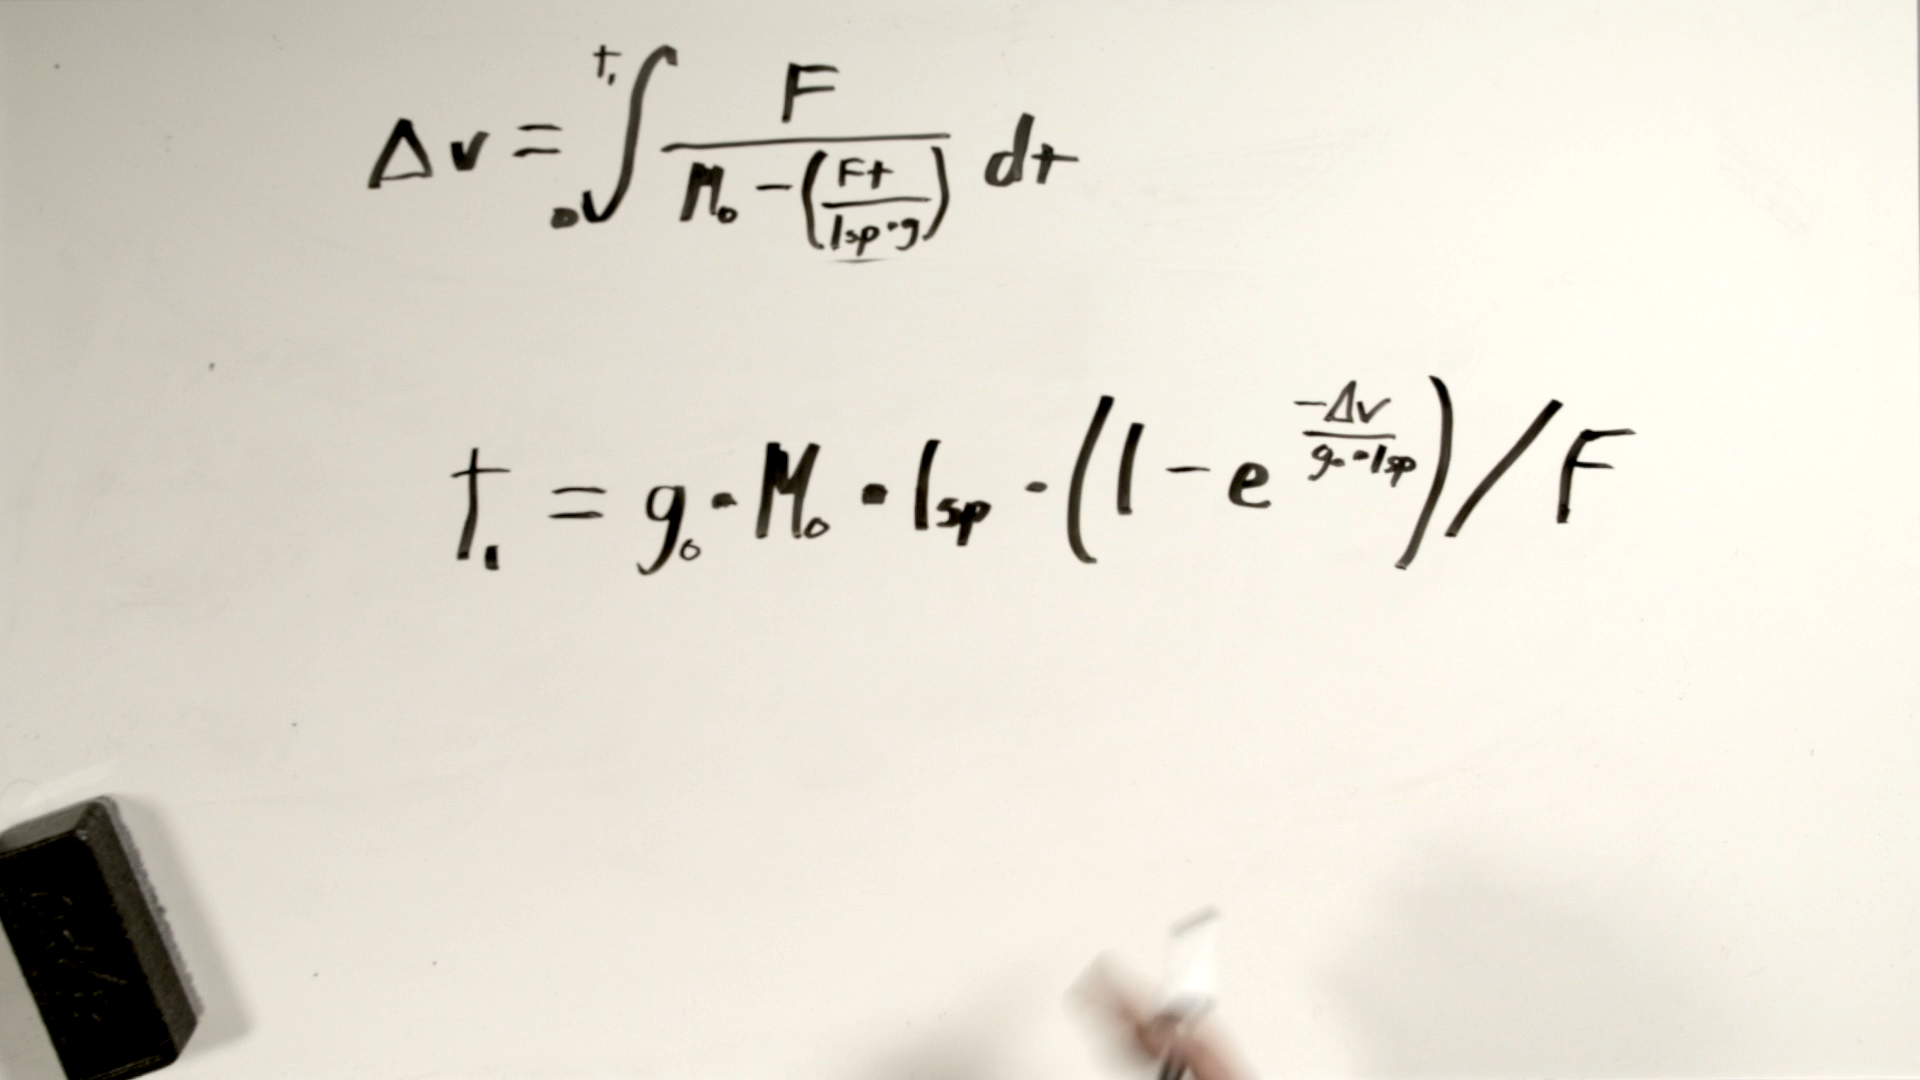 Δv = ∫₀^t₁ F / (M₀ - (Ft / (Isp · g))) dt
t₁ = g₀ · M₀ · Isp · (1 - e^(-Δv / (g₀ · Isp))) / F